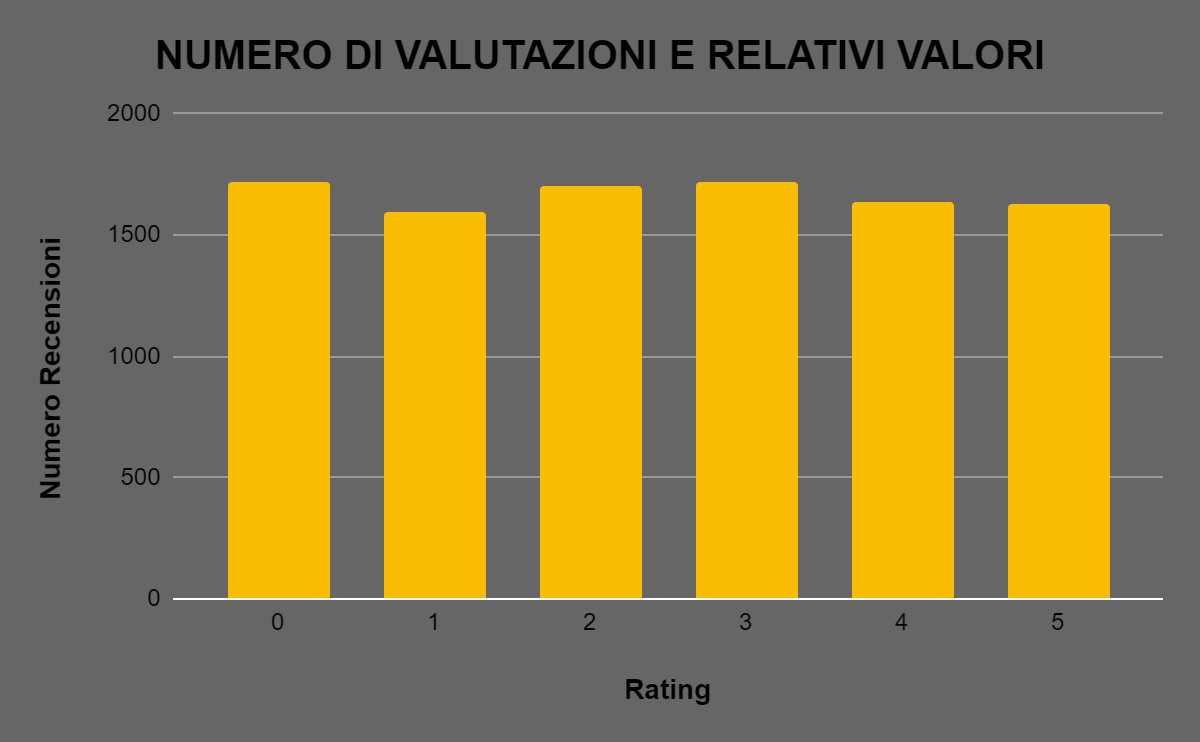 NUMERO DI VALUTAZIONI E RELATIVI VALORI
2000
1500
1000
500
0
Numero Recensioni
0 1 2 3 4 5
Rating